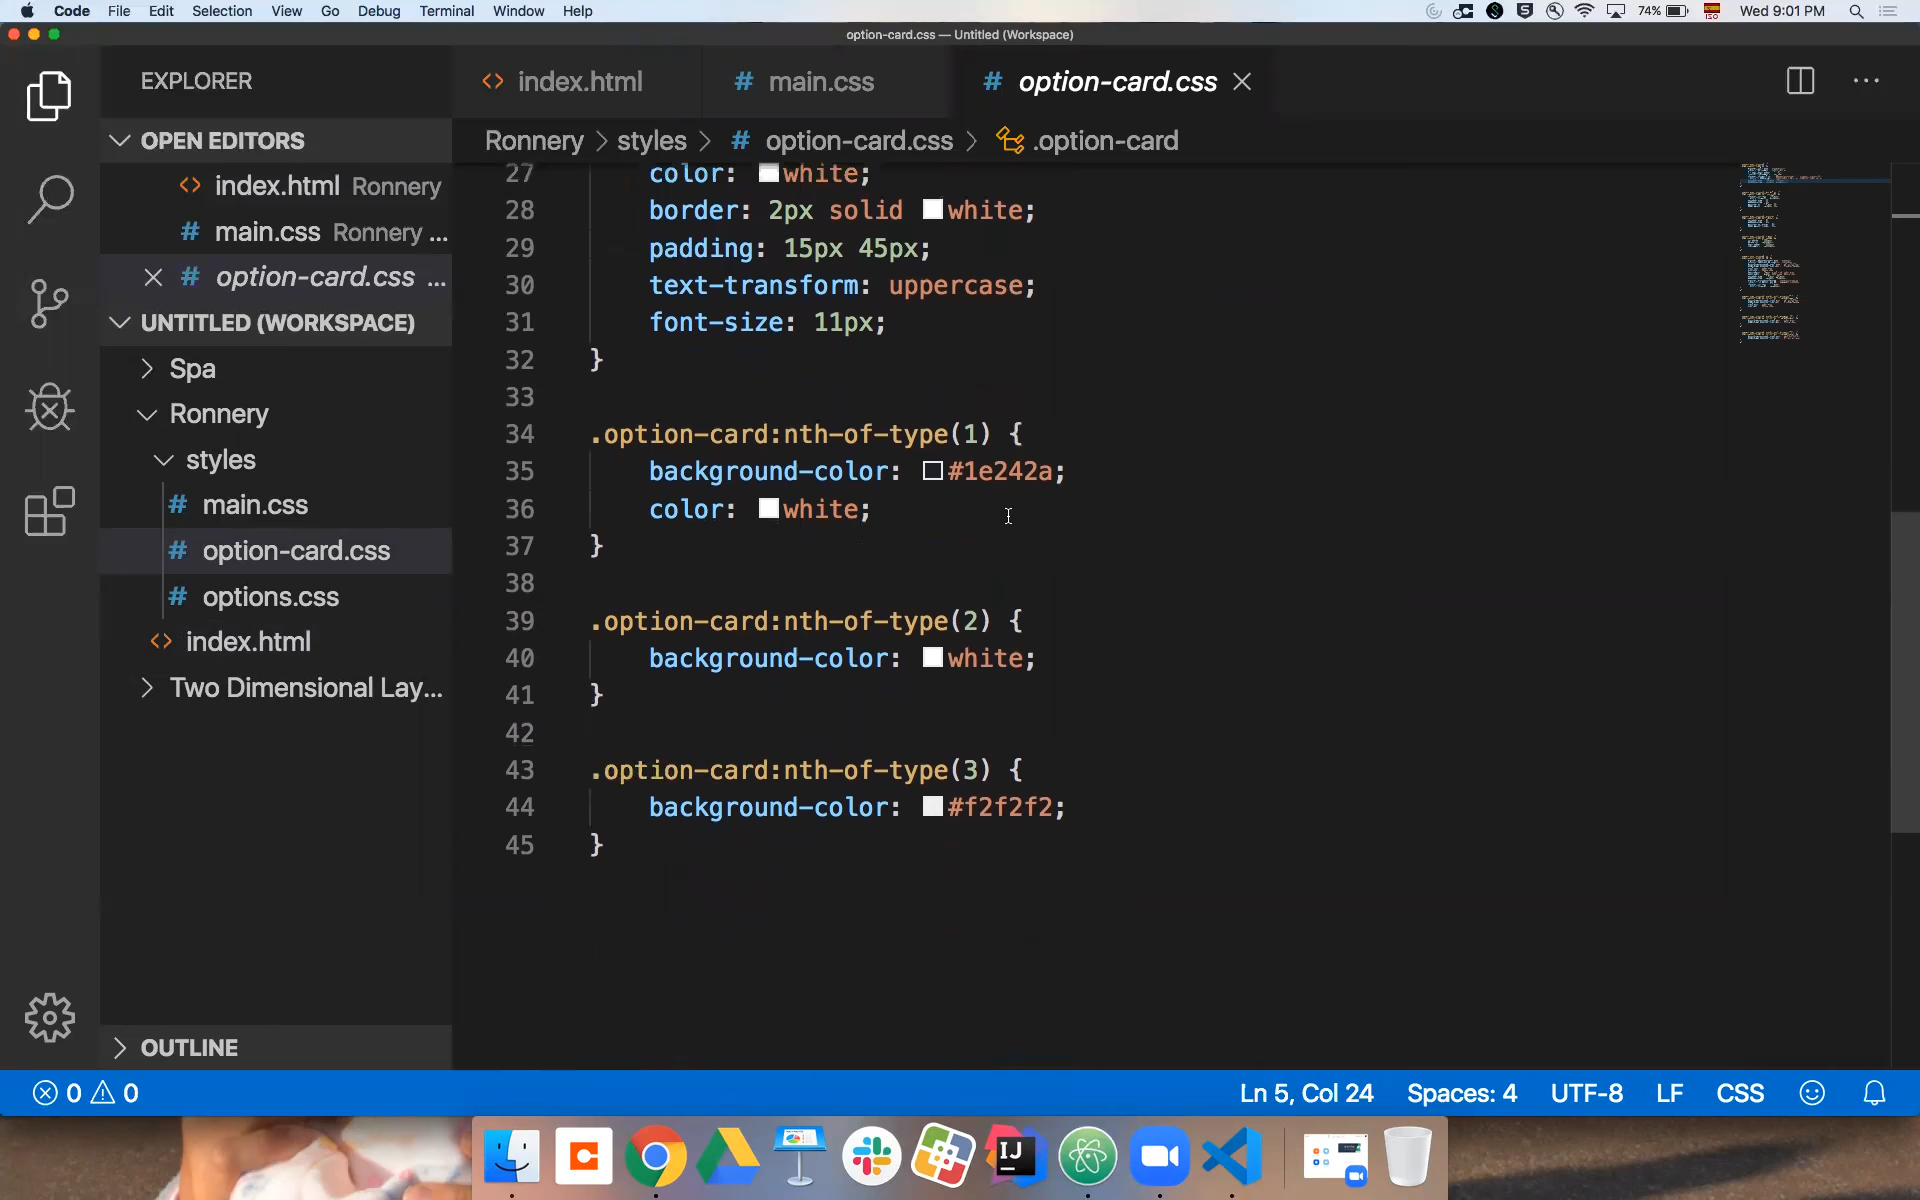 Code File Edit Selection View Go Debug Terminal Window Help 74% ISO Wed 9:01 PM
option-card.css — Untitled (Workspace)
EXPLORER
OPEN EDITORS
index.html Ronnery
main.css Ronnery ...
option-card.css ...
UNTITLED (WORKSPACE)
Spa
Ronnery
styles
main.css
option-card.css
options.css
index.html
Two Dimensional Lay...
OUTLINE
index.html main.css option-card.css
Ronnery > styles > # option-card.css > .option-card
27 color: white;
28 border: 2px solid white;
29 padding: 15px 45px;
30 text-transform: uppercase;
31 font-size: 11px;
32 }
33
34 .option-card:nth-of-type(1) {
35 background-color: #1e242a;
36 color: white;
37 }
38
39 .option-card:nth-of-type(2) {
40 background-color: white;
41 }
42
43 .option-card:nth-of-type(3) {
44 background-color: #f2f2f2;
45 }
0 0 Ln 5, Col 24 Spaces: 4 UTF-8 LF CSS
IJ